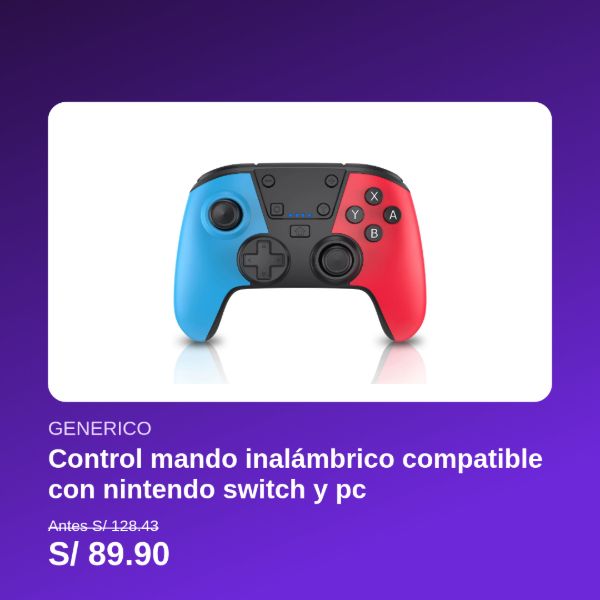 X
Y A
B
GENERICO
Control mando inalámbrico compatible
con nintendo switch y pc
Antes S/ 128.43
S/ 89.90